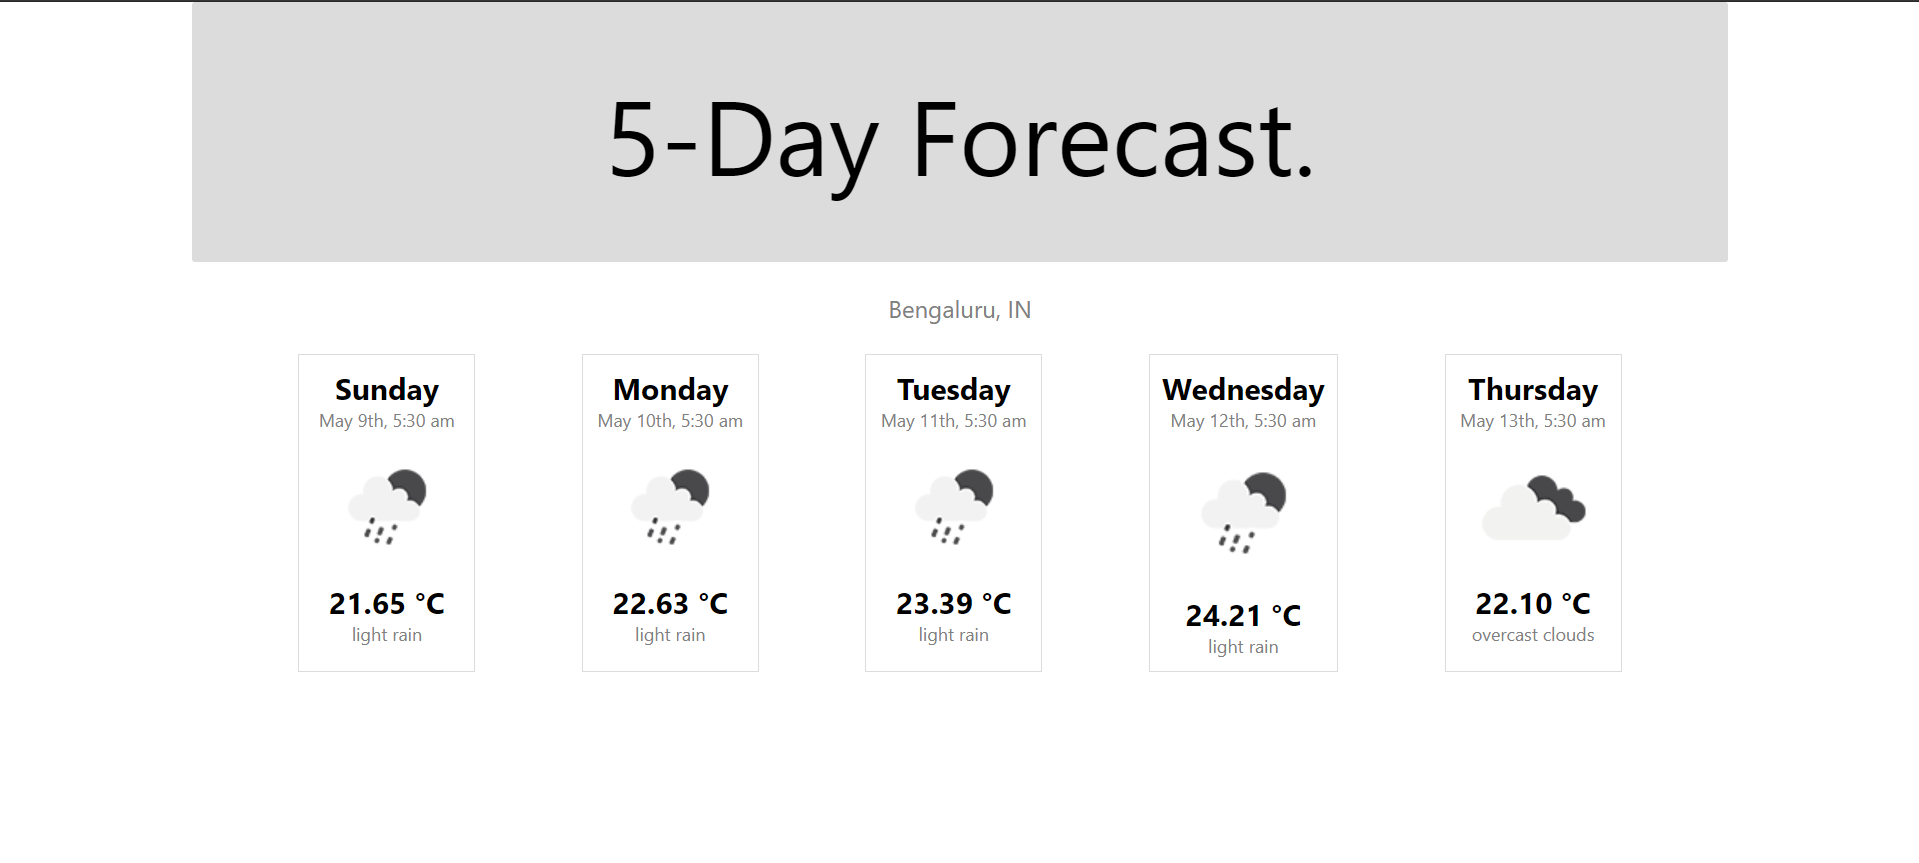 5-Day Forecast.
Bengaluru, IN
Sunday
May 9th, 5:30 am
21.65 °C
light rain
Monday
May 10th, 5:30 am
22.63 °C
light rain
Tuesday
May 11th, 5:30 am
23.39 °C
light rain
Wednesday
May 12th, 5:30 am
24.21 °C
light rain
Thursday
May 13th, 5:30 am
22.10 °C
overcast clouds